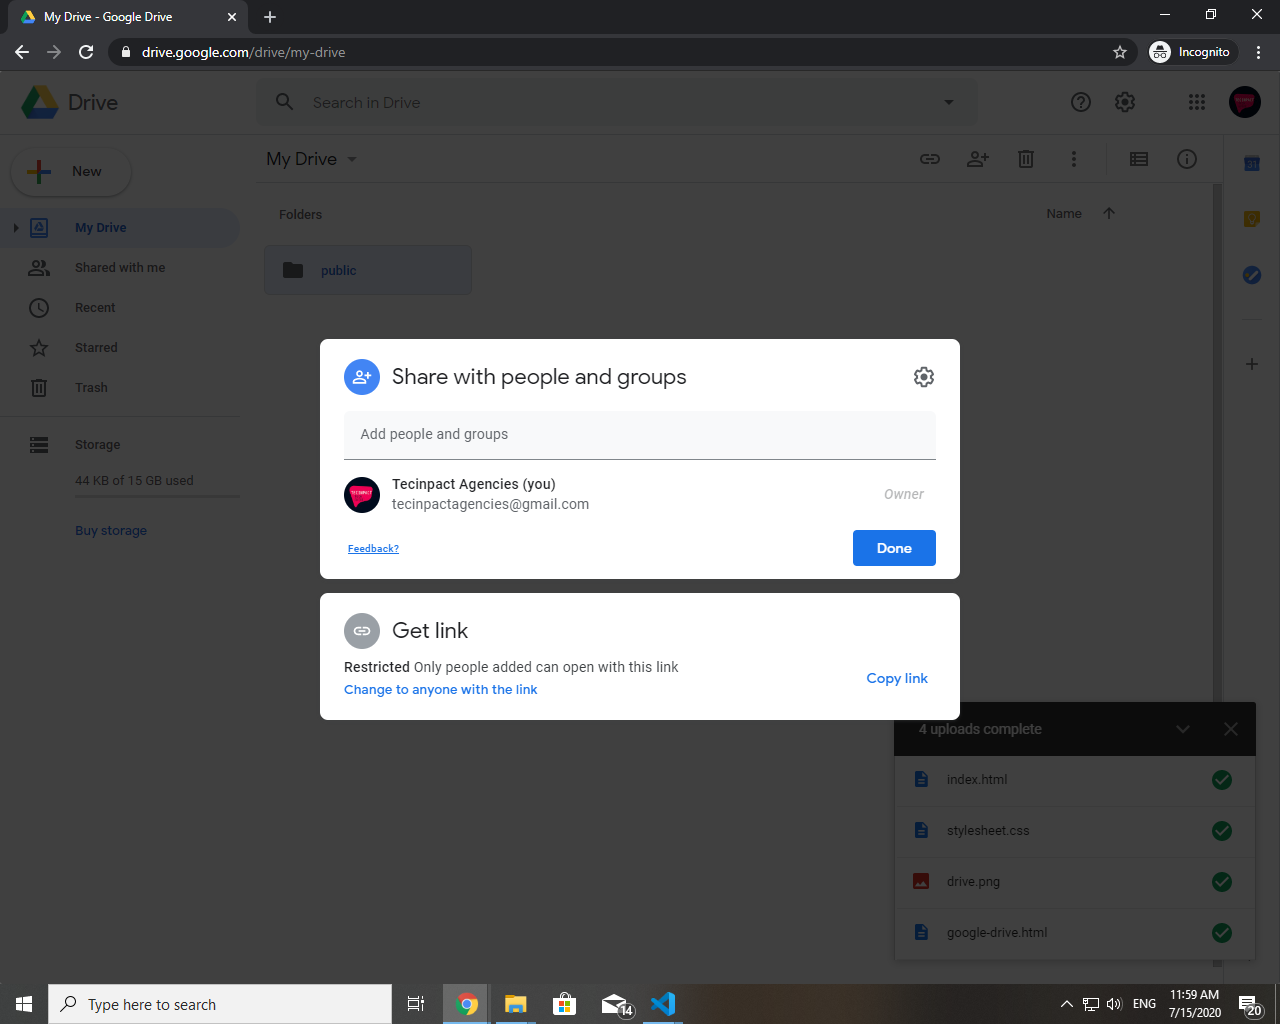 My Drive - Google Drive
drive.google.com/drive/my-drive
Incognito
Drive
Search in Drive
New
My Drive
Shared with me
Recent
Starred
Trash
Storage
44 KB of 15 GB used
Buy storage
My Drive
Folders
Name
public
31
Share with people and groups
Add people and groups
Tecinpact Agencies (you)
tecinpactagencies@gmail.com
Owner
Feedback?
Done
Get link
Restricted Only people added can open with this link
Change to anyone with the link
Copy link
4 uploads complete
index.html
stylesheet.css
drive.png
google-drive.html
Type here to search
14
ENG
11:59 AM
7/15/2020
20